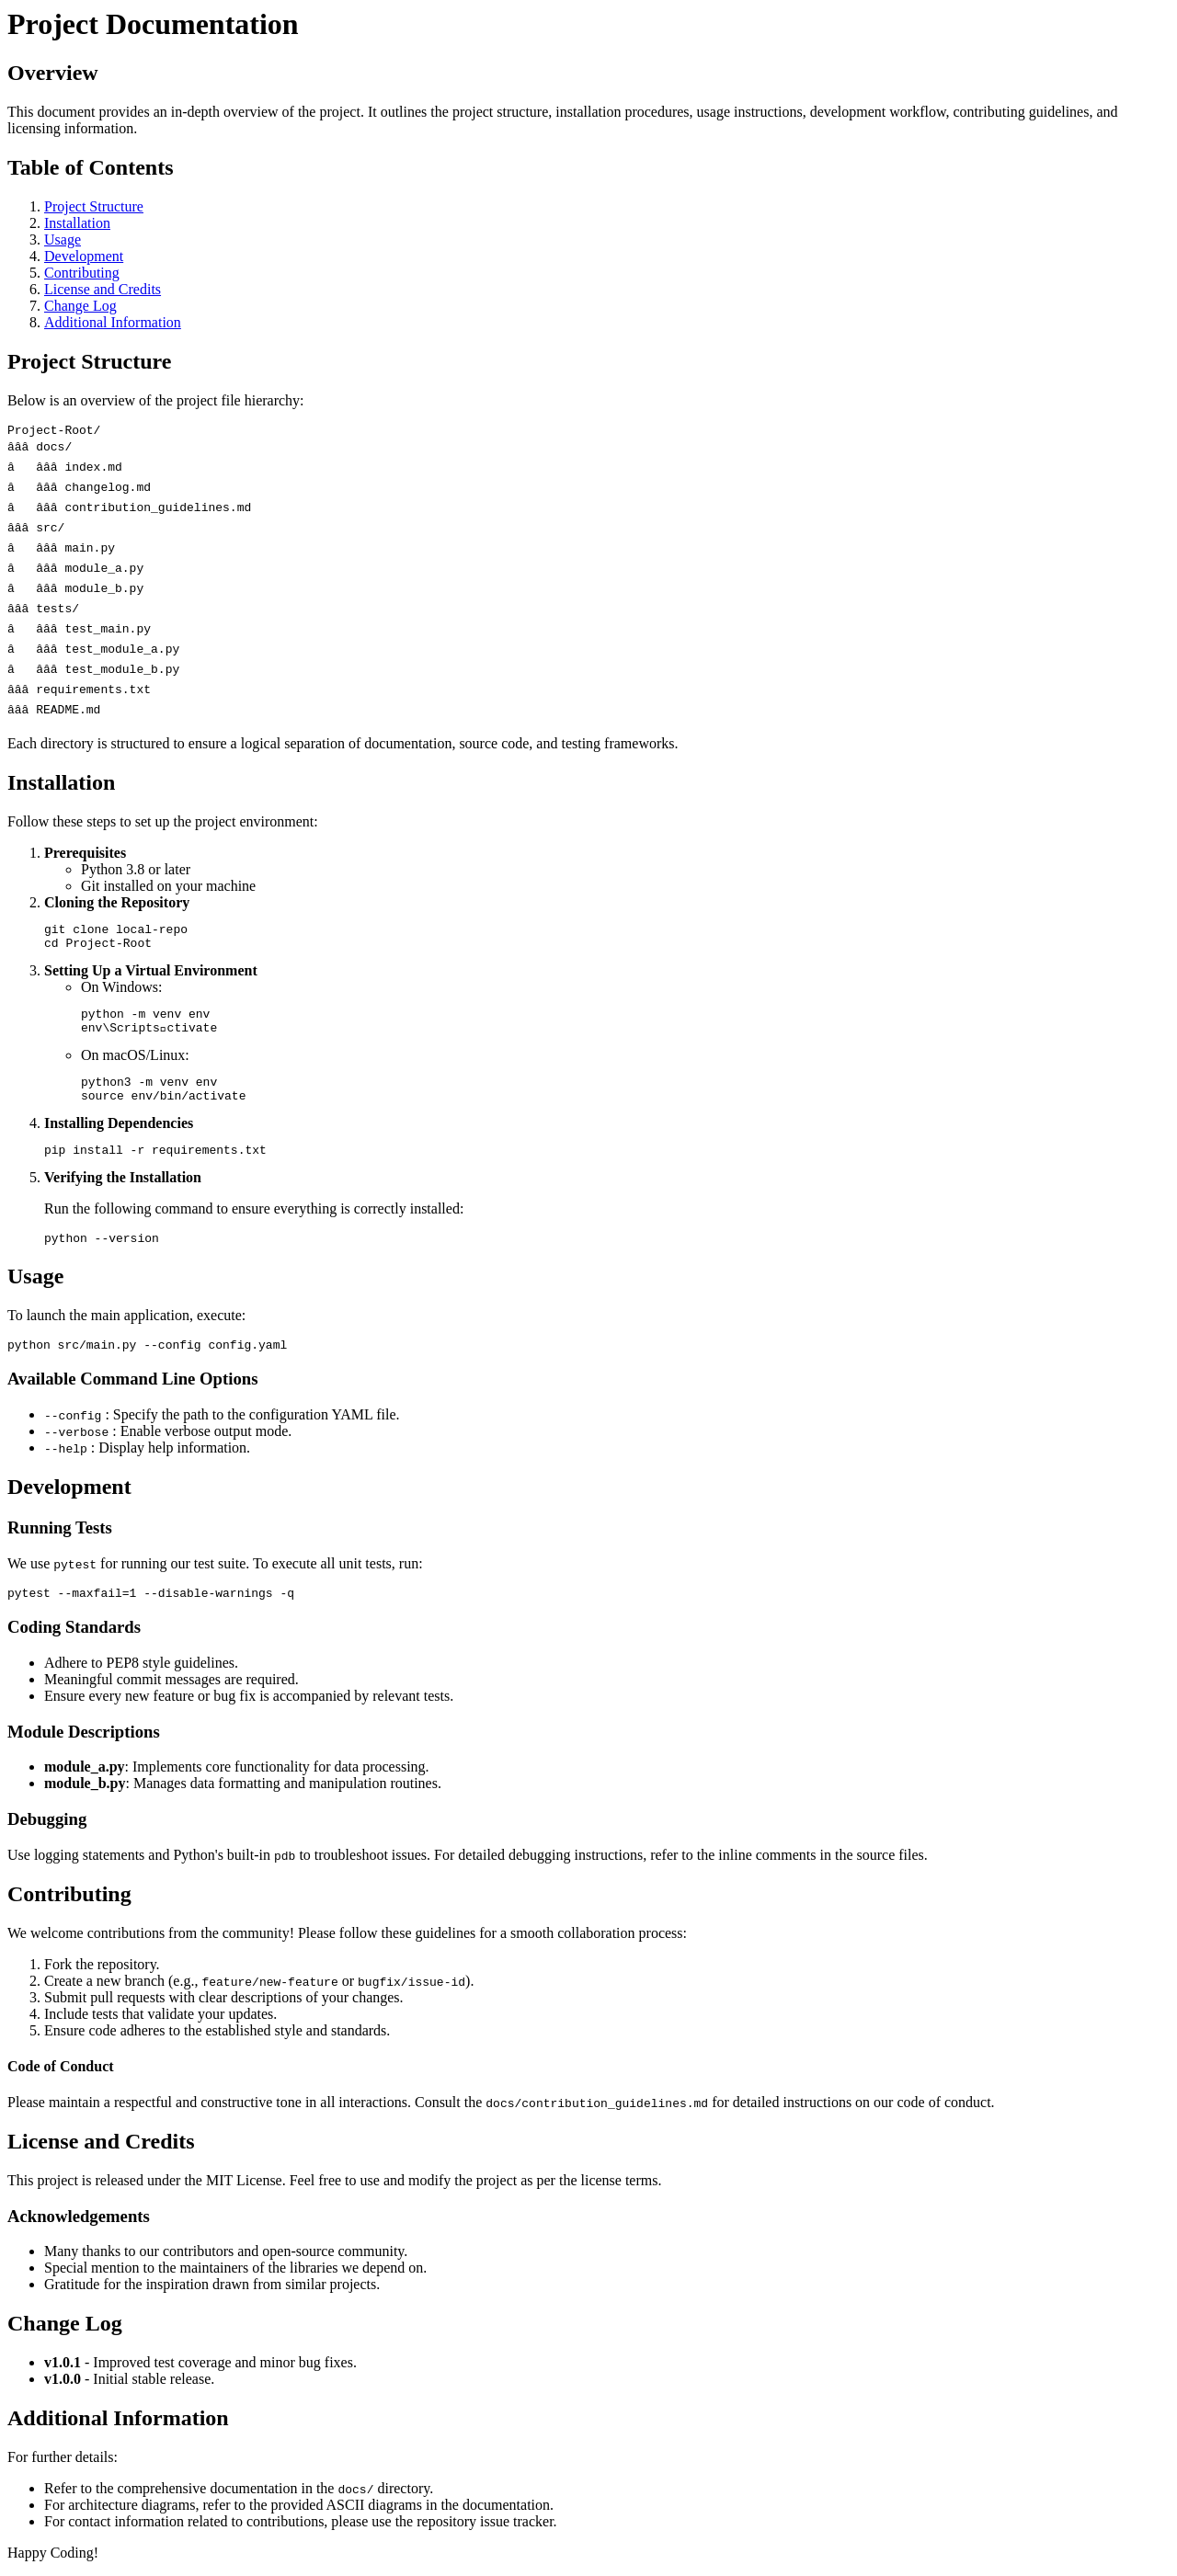 Project Documentation
Overview
This document provides an in-depth overview of the project. It outlines the project structure, installation procedures, usage instructions, development workflow, contributing guidelines, and
licensing information.
Table of Contents
1. Project Structure
2. Installation
3. Usage
4. Development
5. Contributing
6. License and Credits
7. Change Log
8. Additional Information
Project Structure
Below is an overview of the project file hierarchy:
Project-Root/
âââ docs/
â   âââ index.md
â   âââ changelog.md
â   âââ contribution_guidelines.md
âââ src/
â   âââ main.py
â   âââ module_a.py
â   âââ module_b.py
âââ tests/
â   âââ test_main.py
â   âââ test_module_a.py
â   âââ test_module_b.py
âââ requirements.txt
âââ README.md
Each directory is structured to ensure a logical separation of documentation, source code, and testing frameworks.
Installation
Follow these steps to set up the project environment:
1. Prerequisites
◦ Python 3.8 or later
◦ Git installed on your machine
2. Cloning the Repository
git clone local-repo
cd Project-Root
3. Setting Up a Virtual Environment
◦ On Windows:
python -m venv env
env\Scripts▫ctivate
◦ On macOS/Linux:
python3 -m venv env
source env/bin/activate
4. Installing Dependencies
pip install -r requirements.txt
5. Verifying the Installation
Run the following command to ensure everything is correctly installed:
python --version
Usage
To launch the main application, execute:
python src/main.py --config config.yaml
Available Command Line Options
• --config : Specify the path to the configuration YAML file.
• --verbose : Enable verbose output mode.
• --help : Display help information.
Development
Running Tests
We use pytest for running our test suite. To execute all unit tests, run:
pytest --maxfail=1 --disable-warnings -q
Coding Standards
• Adhere to PEP8 style guidelines.
• Meaningful commit messages are required.
• Ensure every new feature or bug fix is accompanied by relevant tests.
Module Descriptions
• module_a.py: Implements core functionality for data processing.
• module_b.py: Manages data formatting and manipulation routines.
Debugging
Use logging statements and Python's built-in pdb to troubleshoot issues. For detailed debugging instructions, refer to the inline comments in the source files.
Contributing
We welcome contributions from the community! Please follow these guidelines for a smooth collaboration process:
1. Fork the repository.
2. Create a new branch (e.g., feature/new-feature or bugfix/issue-id).
3. Submit pull requests with clear descriptions of your changes.
4. Include tests that validate your updates.
5. Ensure code adheres to the established style and standards.
Code of Conduct
Please maintain a respectful and constructive tone in all interactions. Consult the docs/contribution_guidelines.md for detailed instructions on our code of conduct.
License and Credits
This project is released under the MIT License. Feel free to use and modify the project as per the license terms.
Acknowledgements
• Many thanks to our contributors and open-source community.
• Special mention to the maintainers of the libraries we depend on.
• Gratitude for the inspiration drawn from similar projects.
Change Log
• v1.0.1 - Improved test coverage and minor bug fixes.
• v1.0.0 - Initial stable release.
Additional Information
For further details:
• Refer to the comprehensive documentation in the docs/ directory.
• For architecture diagrams, refer to the provided ASCII diagrams in the documentation.
• For contact information related to contributions, please use the repository issue tracker.
Happy Coding!